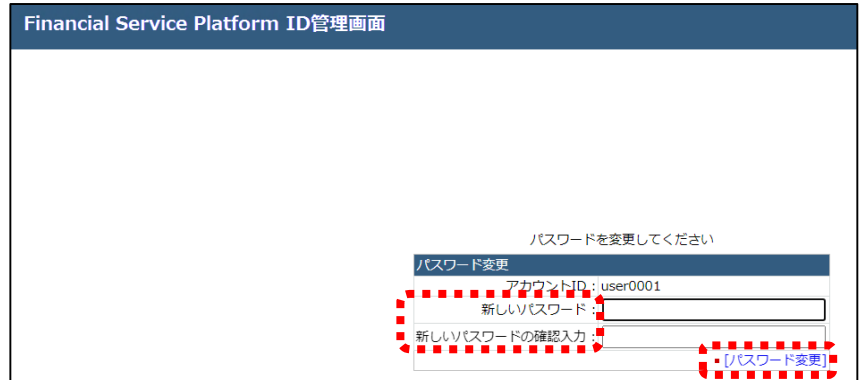 Financial Service Platform ID管理画面
パスワードを変更してください
パスワード変更
アカウントID：user0001
新しいパスワード：
新しいパスワードの確認入力：
[パスワード変更]